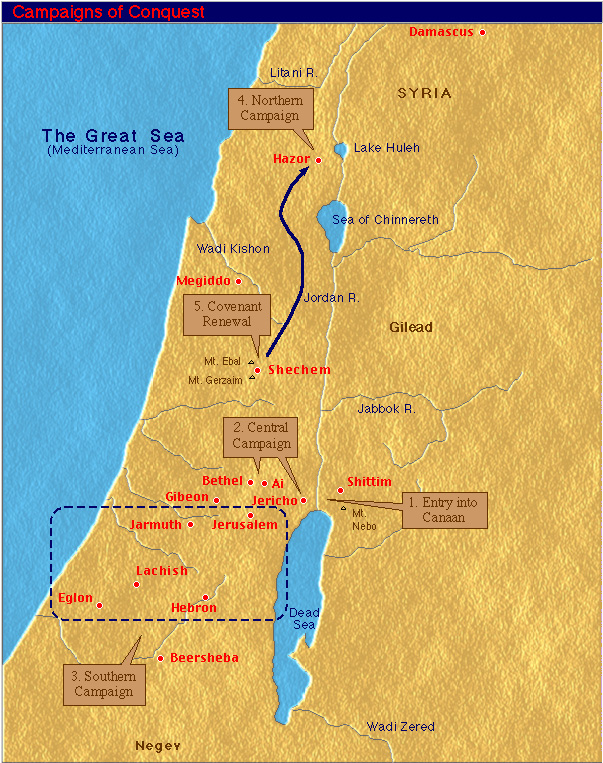 Campaigns of Conquest
Damascus
Litani R.
SYRIA
4. Northern
Campaign
The Great Sea
(Mediterranean Sea)
Lake Huleh
Hazor
Sea of Chinnereth
Wadi Kishon
Megiddo
Jordan R.
5. Covenant
Renewal
Gilead
Mt. Ebal
Shechem
Mt. Gerzaim
Jabbok R.
2. Central
Campaign
Bethel
Ai
Shittim
Gibeon
Jericho
1. Entry into
Canaan
Mt.
Nebo
Jarmuth
Jerusalem
Lachish
Eglon
Hebron
Dead
Sea
Beersheba
3. Southern
Campaign
Wadi Zered
Negev